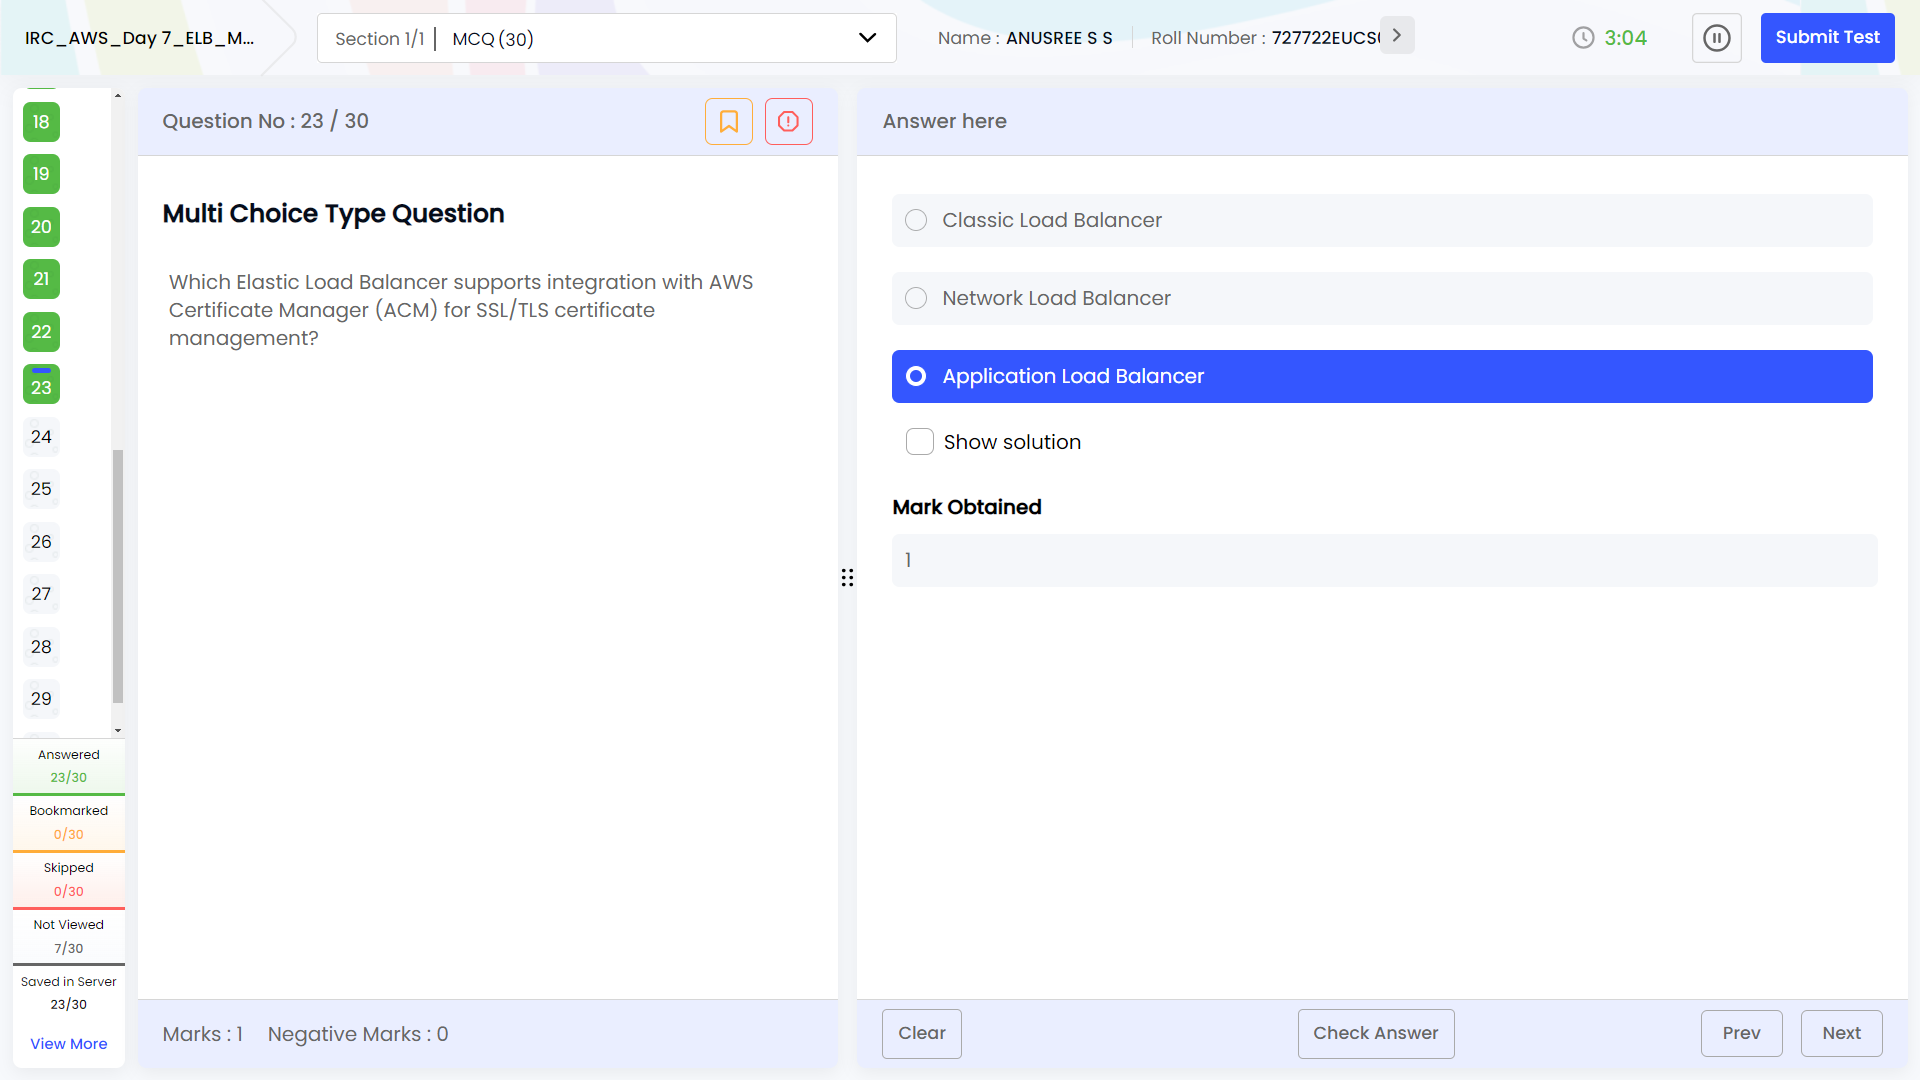 IRC_AWS_Day 7_ELB_M...
Section 1/1 | MCQ (30)
Name : ANUSREE S S
Roll Number : 727722EUCS
3:04
Submit Test
18
19
20
21
22
23
24
25
26
27
28
29
Answered
23/30
Bookmarked
0/30
Skipped
0/30
Not Viewed
7/30
Saved in Server
23/30
View More
Question No : 23 / 30
Multi Choice Type Question
Which Elastic Load Balancer supports integration with AWS
Certificate Manager (ACM) for SSL/TLS certificate
management?
Marks : 1 Negative Marks : 0
Answer here
Classic Load Balancer
Network Load Balancer
Application Load Balancer
Show solution
Mark Obtained
1
Clear
Check Answer
Prev
Next